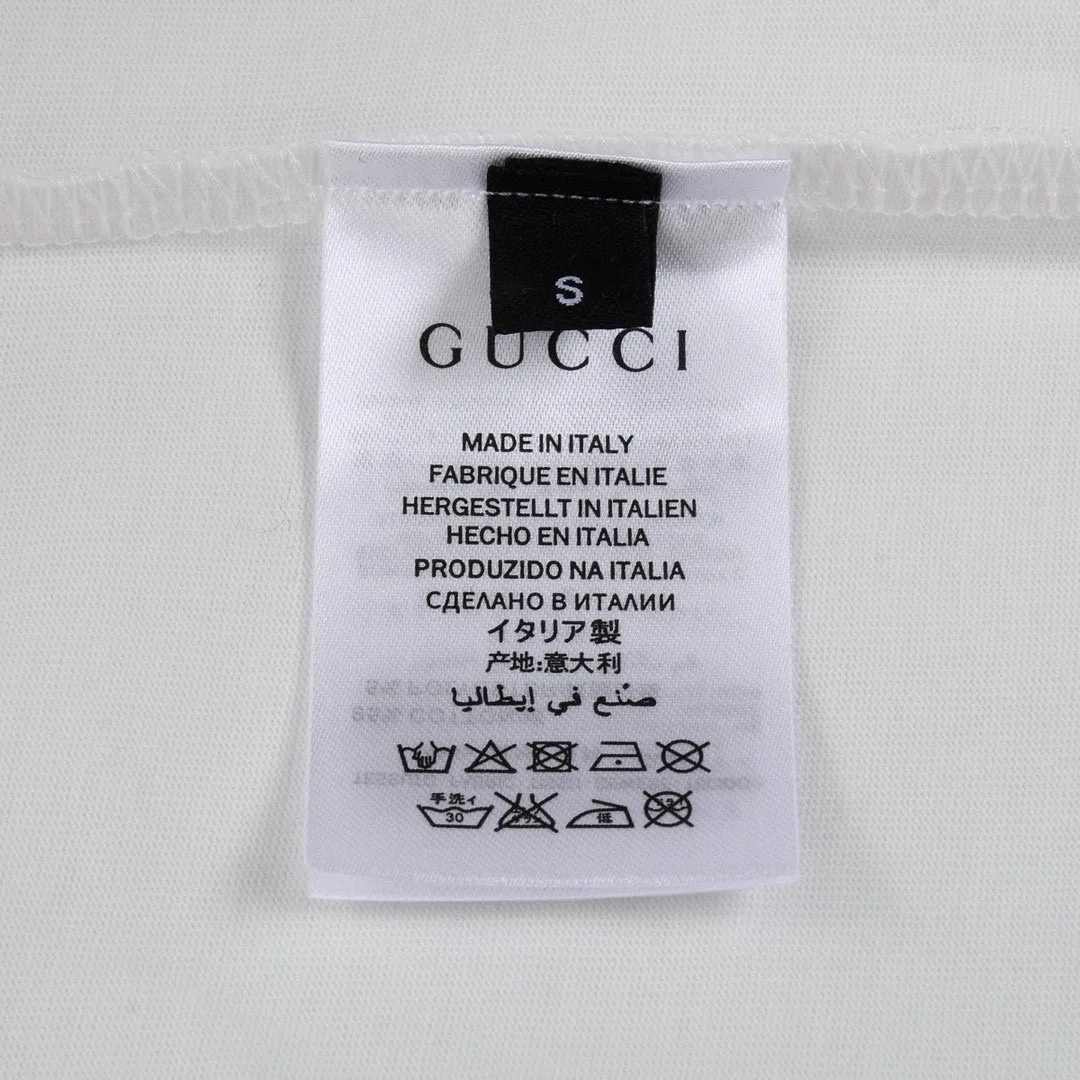 S
GUCCI
MADE IN ITALY
FABRIQUE EN ITALIE
HERGESTELLT IN ITALIEN
HECHO EN ITALIA
PRODUZIDO NA ITALIA
СДЕЛАНО В ИТАЛИИ
イタリア製
产地:意大利
صنع في إيطاليا
手洗イ
30
低